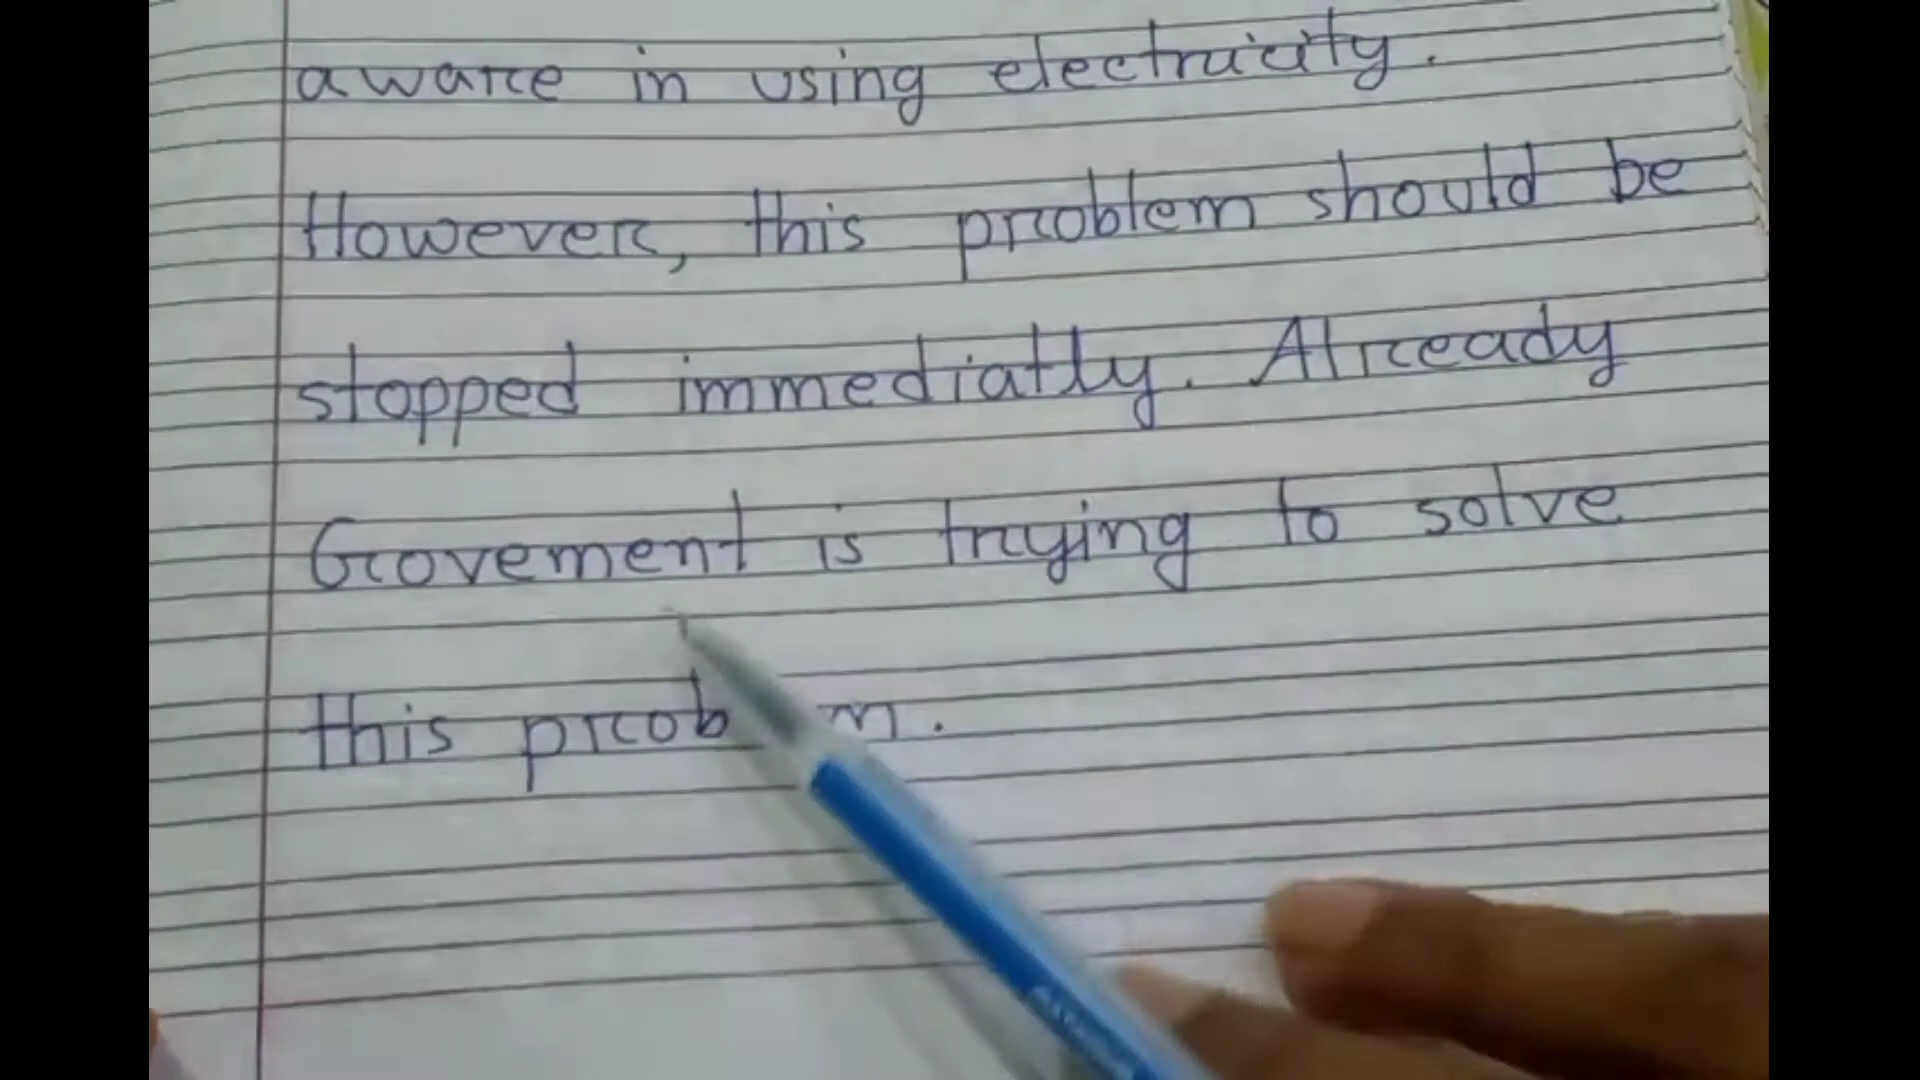 aware in using electricity.
However, this problem should be
stopped immediatly. Already
Govement is trying to solve
this